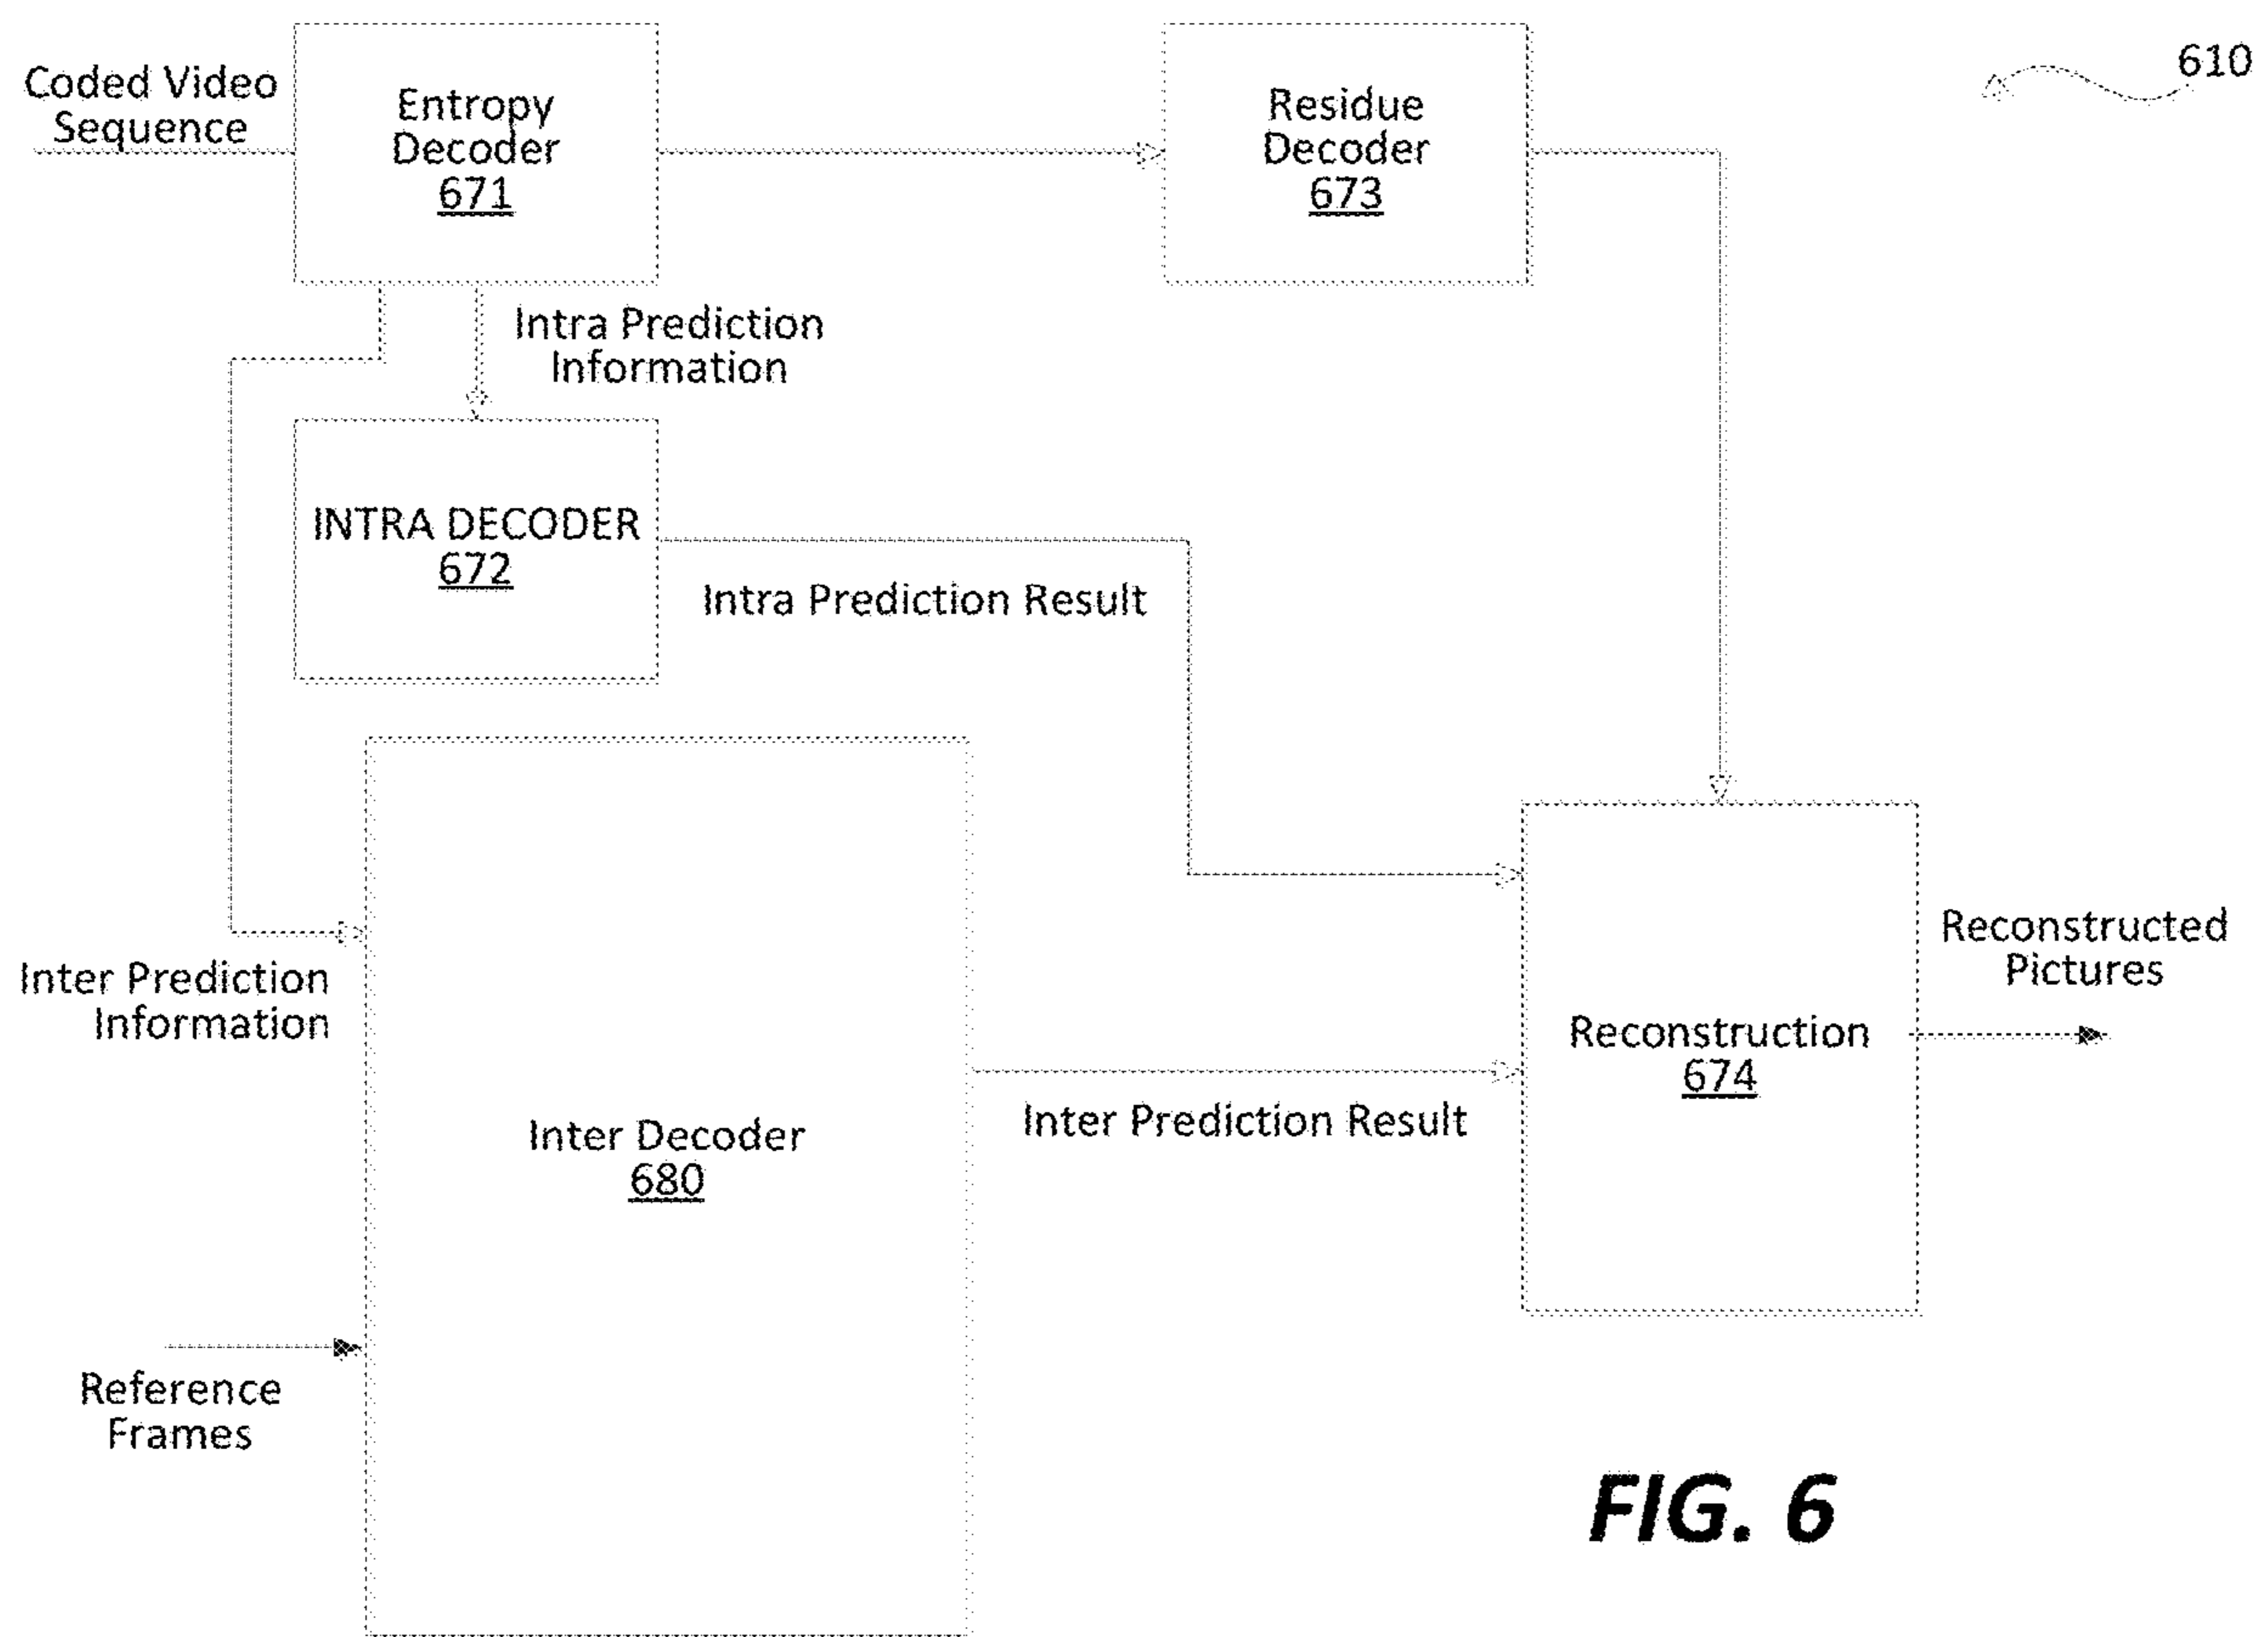 Coded Video
Sequence
Entropy
Decoder
671
Residue
Decoder
673
610
Intra Prediction
Information
INTRA DECODER
672
Intra Prediction Result
Inter Prediction
Information
Inter Decoder
680
Inter Prediction Result
Reconstruction
674
Reconstructed
Pictures
Reference
Frames
FIG. 6